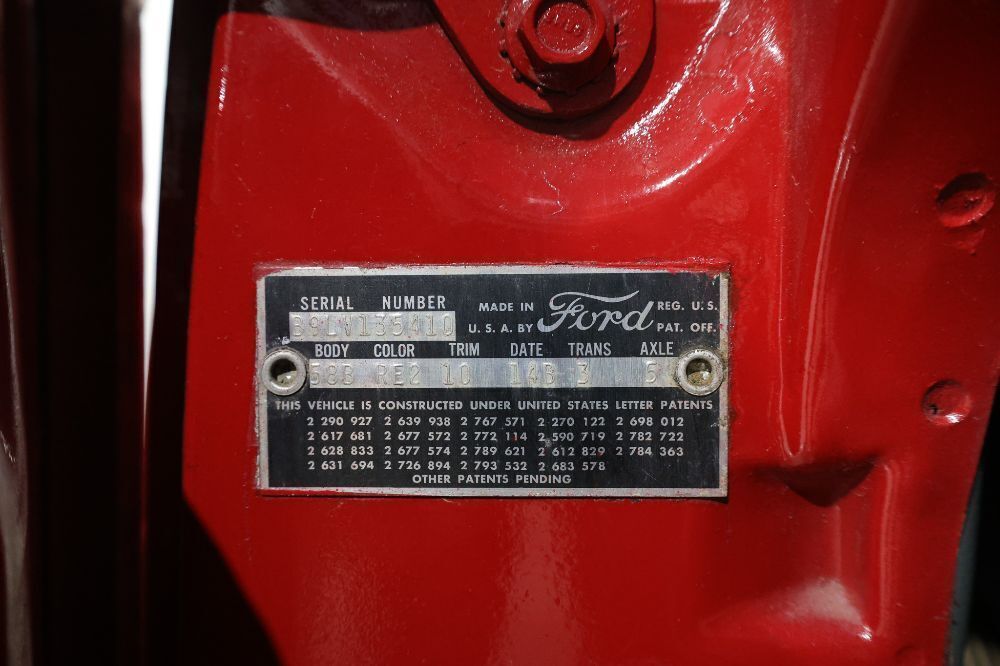 SERIAL NUMBER
B9LV135410
MADE IN
U. S. A. BY
Ford
REG. U. S.
PAT. OFF.
BODY COLOR TRIM DATE TRANS AXLE
58B RE2 10 14B 3 5
THIS VEHICLE IS CONSTRUCTED UNDER UNITED STATES LETTER PATENTS
2 290 927 2 639 938 2 767 571 2 270 122 2 698 012
2 617 681 2 677 572 2 772 114 2 590 719 2 782 722
2 628 833 2 677 574 2 789 621 2 612 829 2 784 363
2 631 694 2 726 894 2 793 532 2 683 578
OTHER PATENTS PENDING